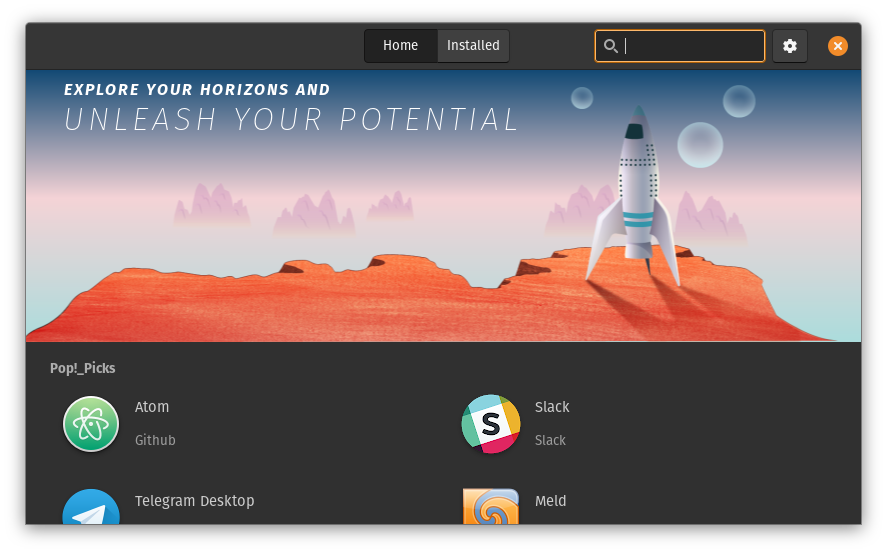 Home Installed
EXPLORE YOUR HORIZONS AND
UNLEASH YOUR POTENTIAL
Pop!_Picks
Atom
Github
S
Slack
Slack
Telegram Desktop
Meld